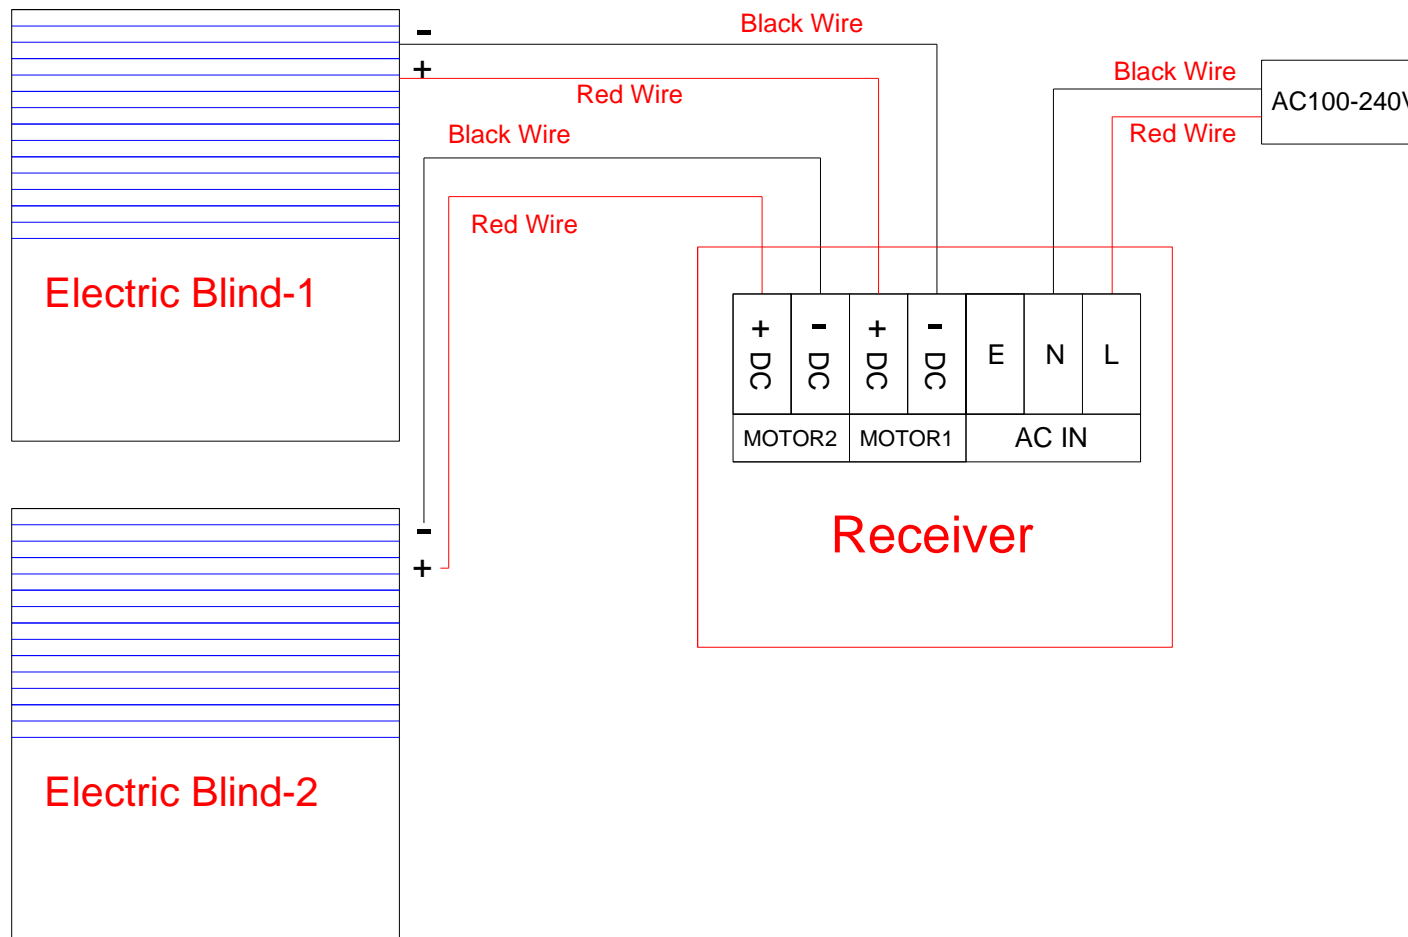 -
Black Wire
+
Red Wire
Black Wire
Red Wire
Black Wire
Red Wire
AC100-240V
Electric Blind-1
+ - + - E N L
DC DC DC DC
MOTOR2 MOTOR1 AC IN
Receiver
-
+
Electric Blind-2